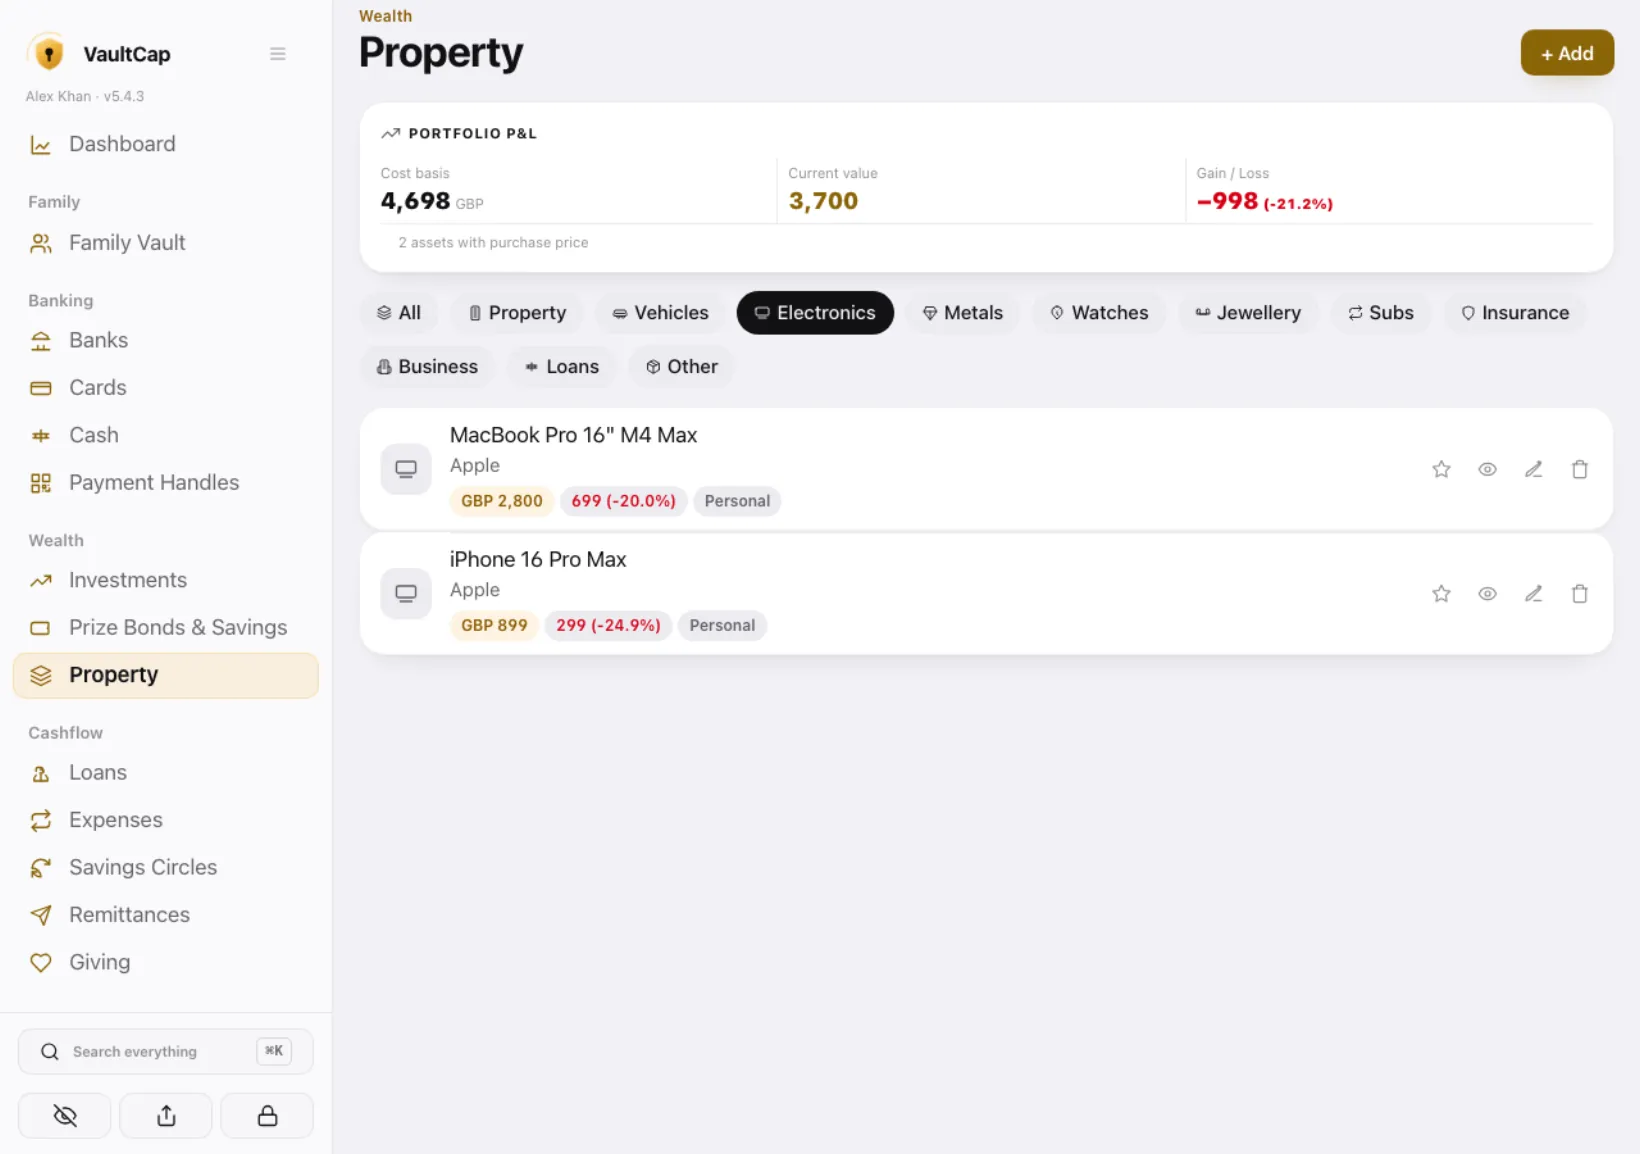 VaultCap
Alex Khan · v5.4.3
Dashboard
Family
Family Vault
Banking
Banks
Cards
Cash
Payment Handles
Wealth
Investments
Prize Bonds & Savings
Property
Cashflow
Loans
Expenses
Savings Circles
Remittances
Giving
Search everything ⌘K
Wealth
Property
+ Add
PORTFOLIO P&L
Cost basis
4,698 GBP
Current value
3,700
Gain / Loss
−998 (-21.2%)
2 assets with purchase price
All Property Vehicles Electronics Metals Watches Jewellery Subs Insurance
Business Loans Other
MacBook Pro 16" M4 Max
Apple
GBP 2,800 699 (-20.0%) Personal
iPhone 16 Pro Max
Apple
GBP 899 299 (-24.9%) Personal